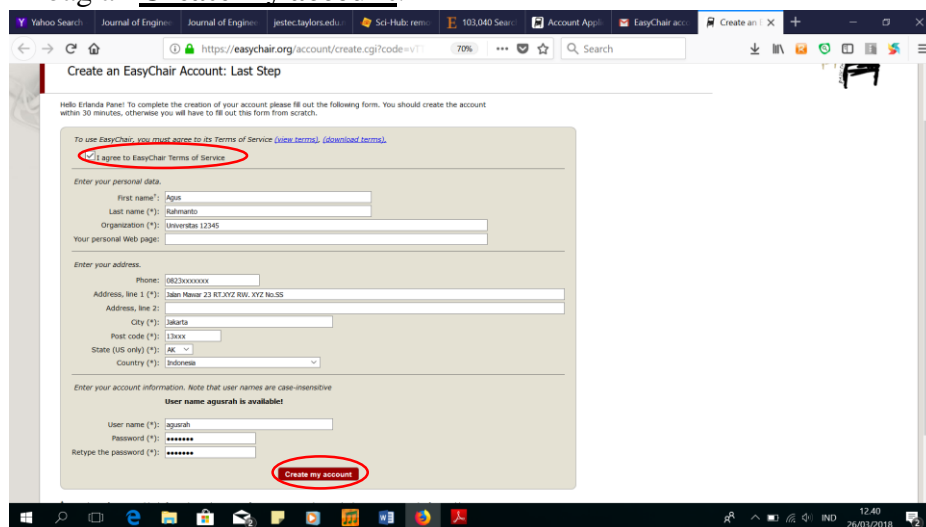 Yahoo Search
Journal of Engine
Journal of Engine
jestec.taylors.edu.
Sci-Hub: remo
E 103,040 Searc
Account Appli
EasyChair acc
Create an
https://easychair.org/account/create.cgi?code=vT
70%
Search
Create an EasyChair Account: Last Step
Hello Erlanda Pane! To complete the creation of your account please fill out the following form. You should create the account
within 30 minutes, otherwise you will have to fill out this form from scratch.
To use EasyChair, you must agree to its Terms of Service (view terms), (download terms).
I agree to EasyChair Terms of Service
Enter your personal data.
First name*: Agus
Last name (*): Rahmanto
Organization (*): Universitas 12345
Your personal Web page:
Enter your address.
Phone: 0823xxxxxxx
Address, line 1 (*): Jalan Mawar 23 RT.XYZ RW. XYZ No.SS
Address, line 2:
City (*): Jakarta
Post code (*): 13xxx
State (US only) (*): AK
Country (*): Indonesia
Enter your account information. Note that user names are case-insensitive
User name agusrah is available!
User name (*): agusrah
Password (*): •••••••
Retype the password (*): •••••••
Create my account
IND
12.40
26/03/2018